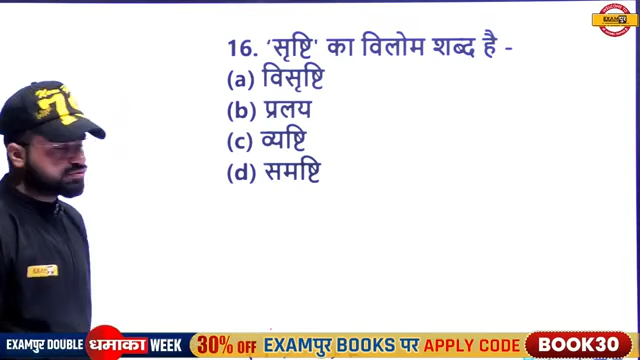 16. 'सृष्टि' का विलोम शब्द है -
(a) विसृष्टि
(b) प्रलय
(c) व्यष्टि
(d) समष्टि
EXAMपुर DOUBLE धमाका WEEK 30% OFF EXAMपुर BOOKS पर APPLY CODE BOOK30